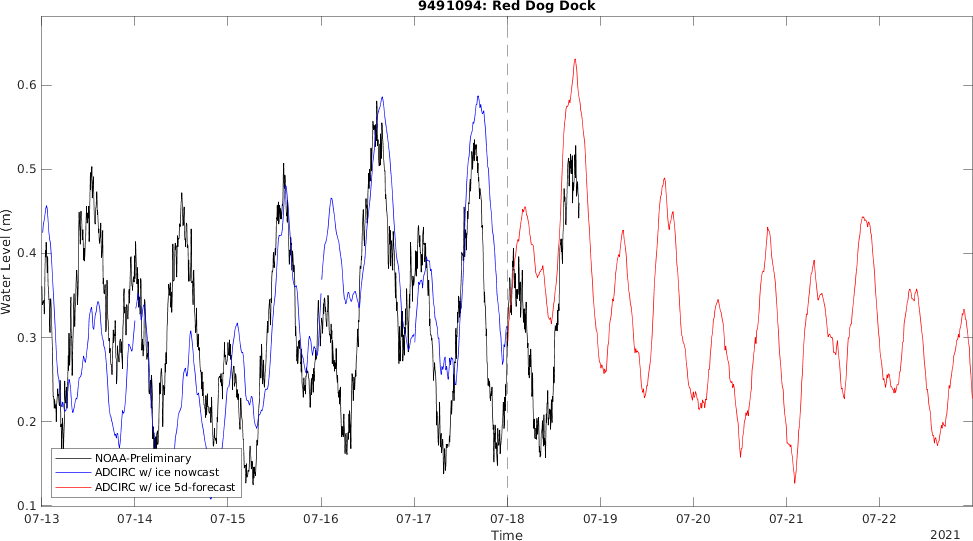 9491094: Red Dog Dock
Water Level (m)
0.6
0.5
0.4
0.3
0.2
0.1
NOAA-Preliminary
ADCIRC w/ ice nowcast
ADCIRC w/ ice 5d-forecast
07-13 07-14 07-15 07-16 07-17 07-18 07-19 07-20 07-21 07-22
Time
2021